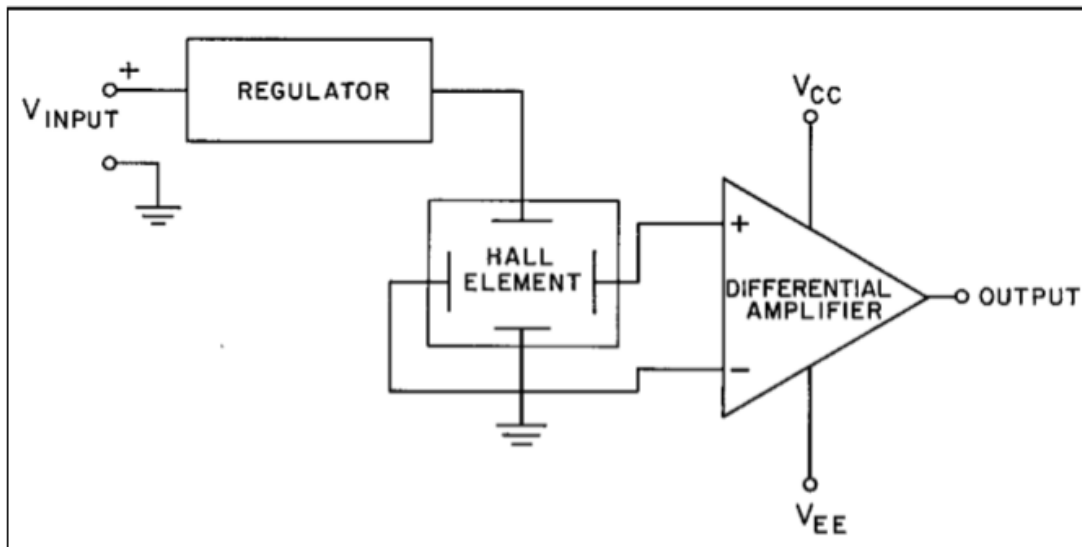 +
VINPUT
REGULATOR
VCC
HALL
ELEMENT
+
DIFFERENTIAL
AMPLIFIER
OUTPUT
-
VEE